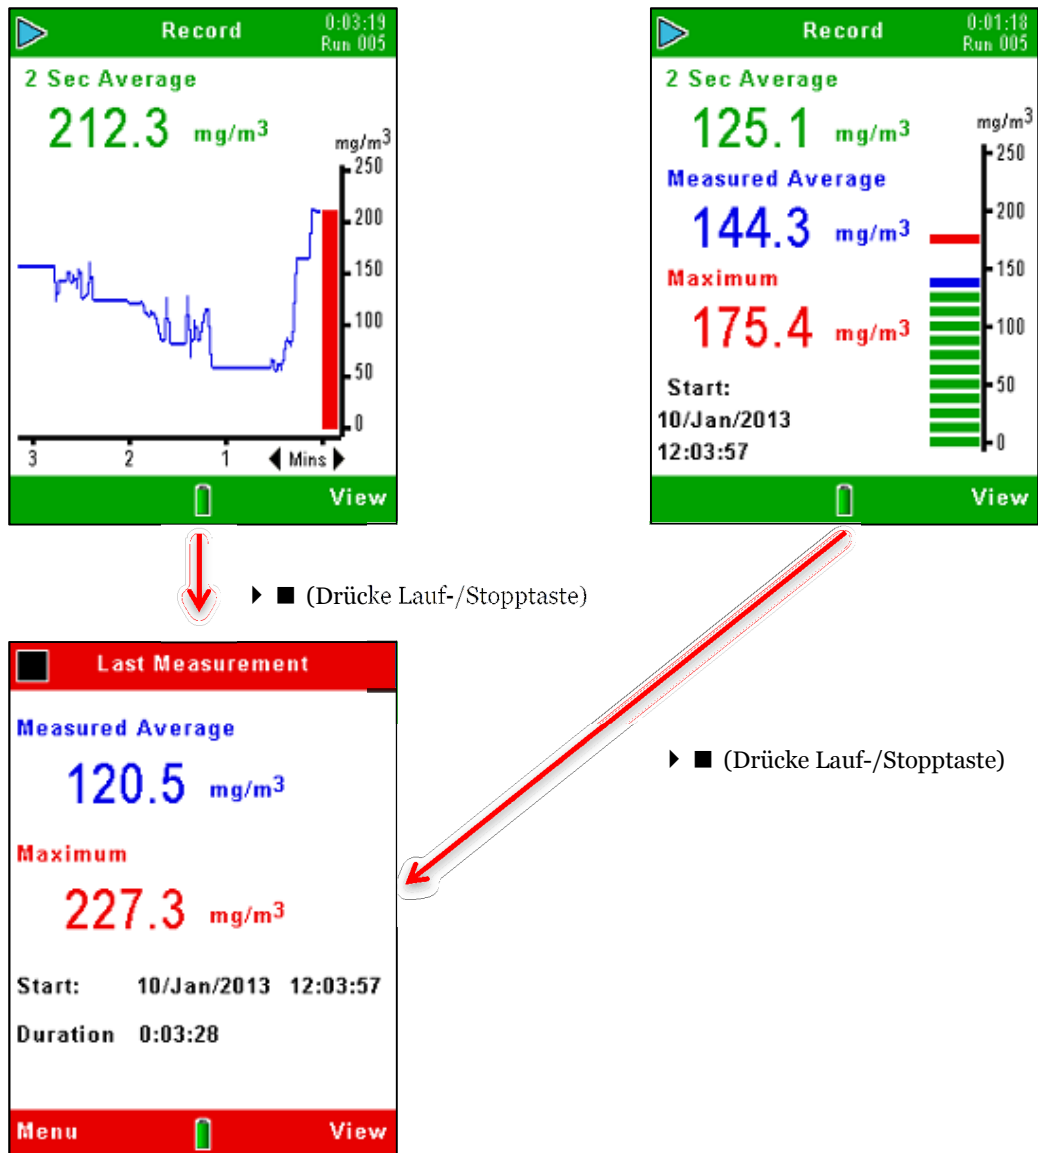 Record
0:03:19
Run 005
2 Sec Average
212.3 mg/m3
mg/m3
250
200
150
100
50
0
3 2 1 Mins
View
Record
0:01:18
Run 005
2 Sec Average
125.1 mg/m3
Measured Average
144.3 mg/m3
Maximum
175.4 mg/m3
Start:
10/Jan/2013
12:03:57
mg/m3
250
200
150
100
50
0
View
(Drücke Lauf-/Stopptaste)
Last Measurement
Measured Average
120.5 mg/m3
Maximum
227.3 mg/m3
Start: 10/Jan/2013 12:03:57
Duration 0:03:28
Menu View
(Drücke Lauf-/Stopptaste)